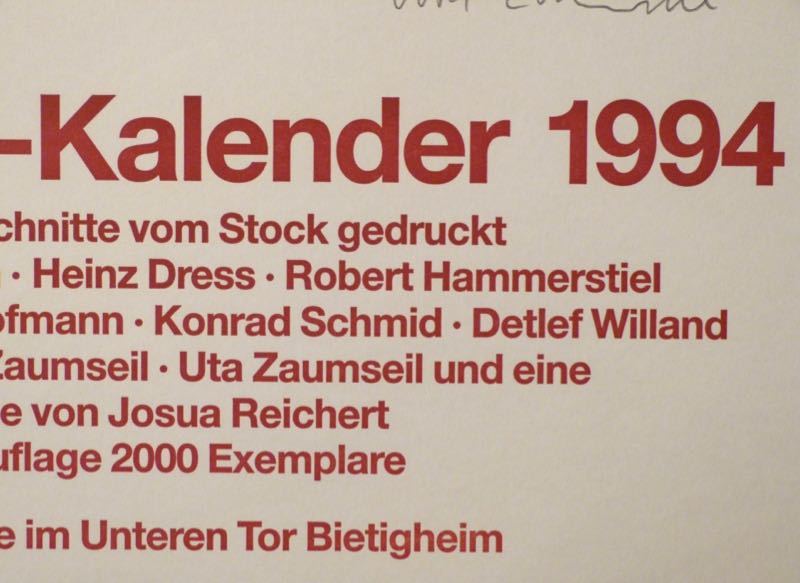 -Kalender 1994
chnitte vom Stock gedruckt
· Heinz Dress · Robert Hammerstiel
ofmann · Konrad Schmid · Detlef Willand
Zaumseil · Uta Zaumseil und eine
e von Josua Reichert
uflage 2000 Exemplare
e im Unteren Tor Bietigheim